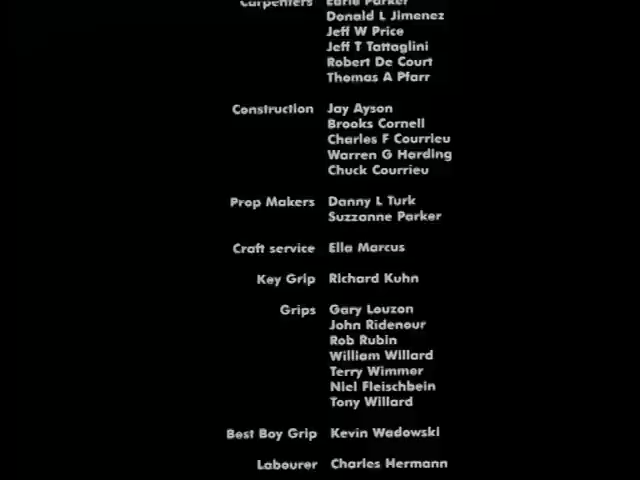 Carpenters Earle Parker
Donald L Jimenez
Jeff W Price
Jeff T Tattaglini
Robert De Court
Thomas A Pfarr
Construction Jay Ayson
Brooks Cornell
Charles F Courrieu
Warren G Harding
Chuck Courrieu
Prop Makers Danny L Turk
Suzzanne Parker
Craft service Ella Marcus
Key Grip Richard Kuhn
Grips Gary Louzon
John Ridenour
Rob Rubin
William Willard
Terry Wimmer
Niel Fleischbein
Tony Willard
Best Boy Grip Kevin Wadowski
Labourer Charles Hermann